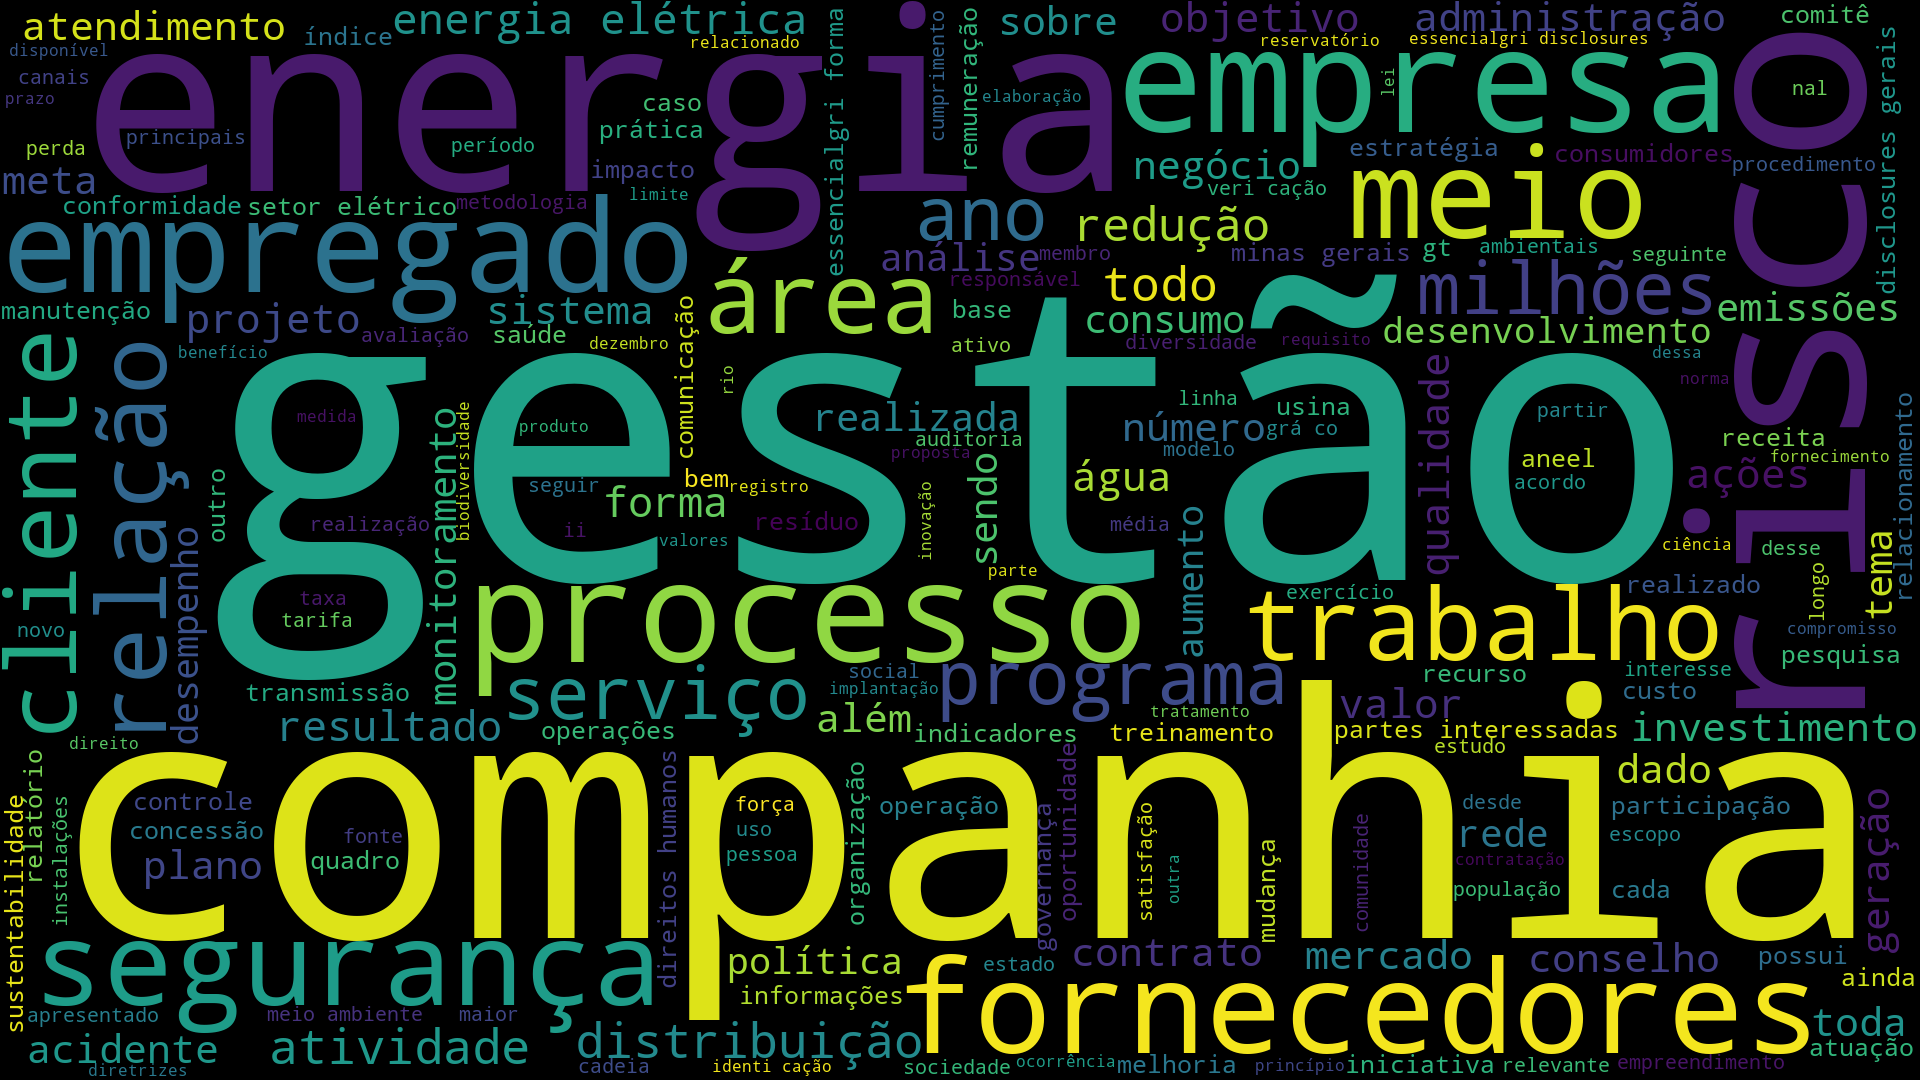 atendimento
índice
energia elétrica
sobre
objetivo
administração
comitê
disponível
canais
prazo
energia
relacionado
essencialgri forma
cumprimento
remuneração
elaboração
reservatório
essencialgri disclosures
empresa
lei
nal
disclosures gerais
risco
principais
perda
período
caso
prática
impacto
limite
negócio
estratégia
consumidores
procedimento
veri cação
meio
meta
conformidade
setor elétrico
metodologia
empregado
ano
redução
análise
membro
responsável
minas gerais
gt
ambientais
seguinte
manutenção
projeto
avaliação
sistema
saúde
dezembro
área
base
ativo
todo
consumo
diversidade
requisito
milhões
desenvolvimento
emissões
dessa
norma
benefício
cliente
relação
comunicação
rio
gestão
medida
produto
realizada
auditoria
proposta
número
linha
usina
grá co
modelo
qualidade
partir
aneel
acordo
receita
fornecimento
ações
relacionamento
outro
monitoramento
biodiversidade
seguir
bem
registro
forma
resíduo
inovação
sendo
água
média
realização
ii
valores
parte
aumento
ciência
desse
tema
longo
desempenho
taxa
tarifa
novo
processo
exercício
trabalho
realizado
compromisso
pesquisa
transmissão
serviço
social
implantação
programa
recurso
interesse
custo
valor
resultado
operações
além
indicadores
tratamento
treinamento
partes interessadas
estudo
investimento
direito
companhia
relatório
sustentabilidade
instalações
controle
concessão
fonte
quadro
plano
direitos humanos
força
uso
pessoa
organização
operação
governança
oportunidade
satisfação
outra
mudança
comunidade
desde
rede
contratação
população
dado
participação
escopo
cada
geração
segurança
política
informações
estado
contrato
mercado
conselho
possui
ainda
apresentado
meio ambiente
maior
fornecedores
acidente
diretrizes
atividade
distribuição
cadeia
identi cação
sociedade
ocorrência
melhoria
princípio
iniciativa
relevante
empreendimento
toda
atuação